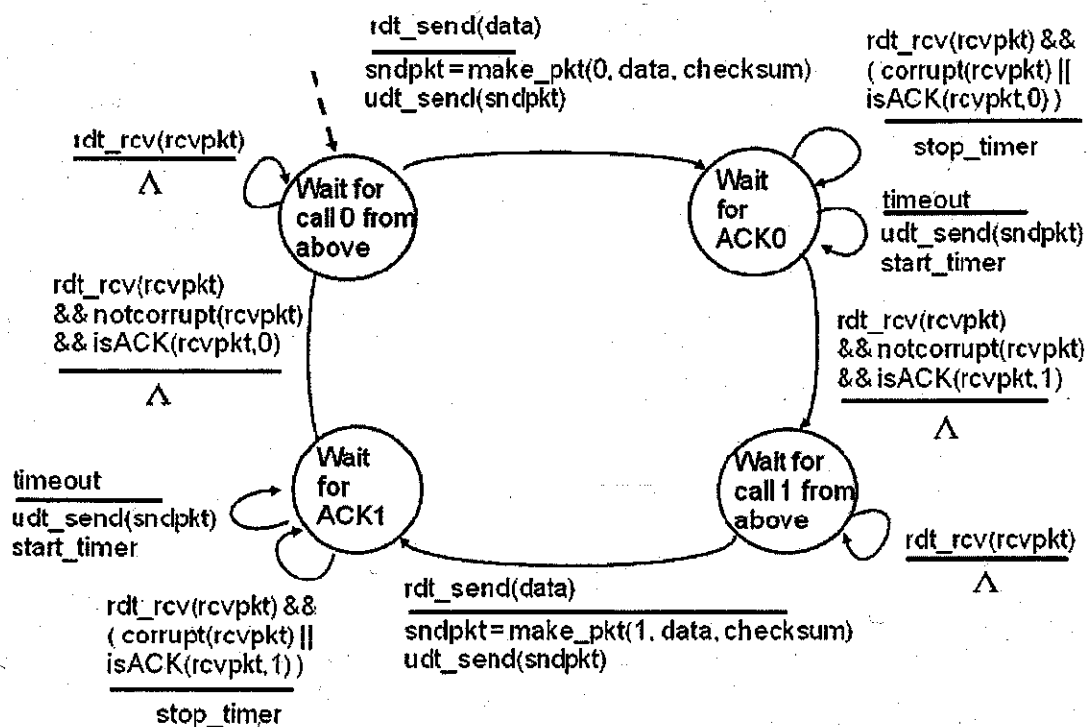 rdt_send(data)
sndpkt=make_pkt(0, data, checksum)
udt_send(sndpkt)
rdt_rcv(rcvpkt) &&
( corrupt(rcvpkt) ||
isACK(rcvpkt,0) )
stop_timer
rdt_rcv(rcvpkt)
Λ
Wait for
call 0 from
above
Wait
for
ACK0
timeout
udt_send(sndpkt)
start_timer
rdt_rcv(rcvpkt)
&& notcorrupt(rcvpkt)
&& isACK(rcvpkt,0)
Λ
rdt_rcv(rcvpkt)
&& notcorrupt(rcvpkt)
&& isACK(rcvpkt,1)
Λ
Wait
for
ACK1
Wait for
call 1 from
above
timeout
udt_send(sndpkt)
start_timer
rdt_rcv(rcvpkt)
Λ
rdt_rcv(rcvpkt) &&
( corrupt(rcvpkt) ||
isACK(rcvpkt,1) )
stop_timer
rdt_send(data)
sndpkt=make_pkt(1, data, checksum)
udt_send(sndpkt)